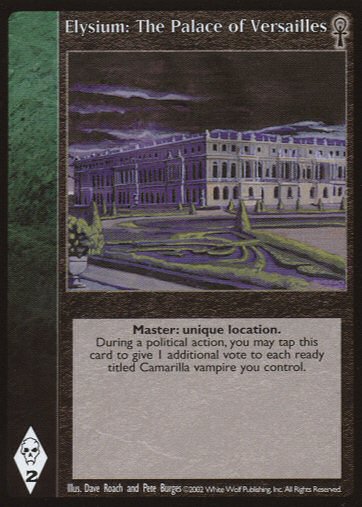 Elysium: The Palace of Versailles
Master: unique location.
During a political action, you may tap this
card to give 1 additional vote to each ready
titled Camarilla vampire you control.
2
Illus. Dave Roach and Pete Burges ©2002 White Wolf Publishing, Inc. All Rights Reserved.